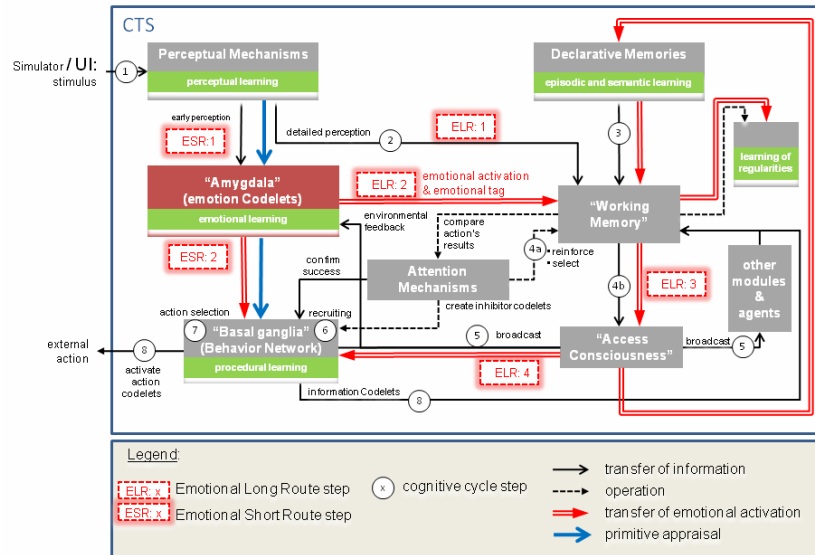 CTS
Perceptual Mechanisms
perceptual learning
Declarative Memories
episodic and semantic learning
Simulator / UI:
stimulus
1
early perception
ESR:1
detailed perception
2
ELR: 1
3
learning of
regularities
"Amygdala"
(emotion Codelets)
emotional learning
ELR: 2
emotional activation
& emotional tag
"Working
Memory"
environmental
feedback
compare
action's
results
4a
• reinforce
• select
ESR: 2
confirm
success
Attention
Mechanisms
4b
ELR: 3
other
modules
&
agents
create inhibitor codelets
action selection
recruiting
7
6
"Basal ganglia"
(Behavior Network)
procedural learning
5
broadcast
"Access
Consciousness"
broadcast
5
external
action
8
activate
action
codelets
ELR: 4
information Codelets
8
Legend:
ELR: x
Emotional Long Route step
ESR: x
Emotional Short Route step
x
cognitive cycle step
transfer of information
operation
transfer of emotional activation
primitive appraisal